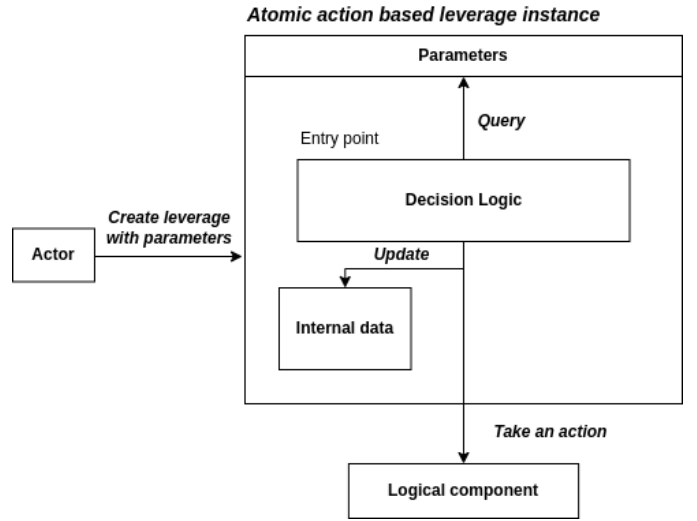 Atomic action based leverage instance
Parameters
Query
Entry point
Decision Logic
Create leverage
with parameters
Actor
Update
Internal data
Take an action
Logical component